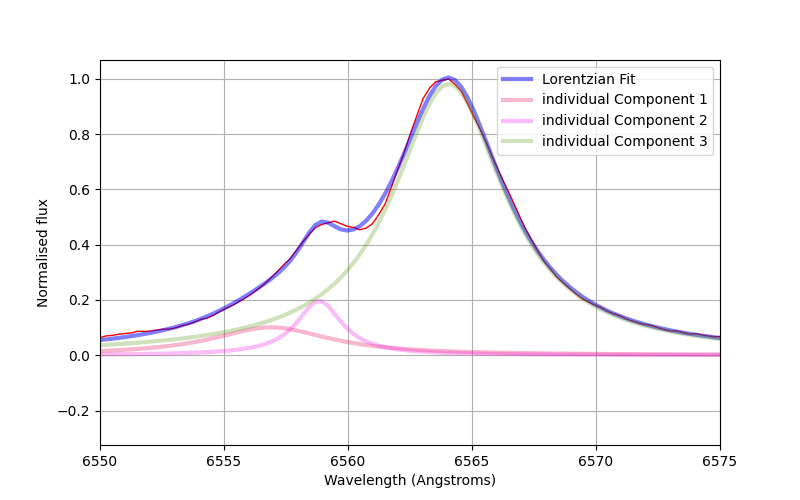 Lorentzian Fit
individual Component 1
individual Component 2
individual Component 3
1.0
0.8
0.6
0.4
0.2
0.0
−0.2
Normalised flux
6550 6555 6560 6565 6570 6575
Wavelength (Angstroms)